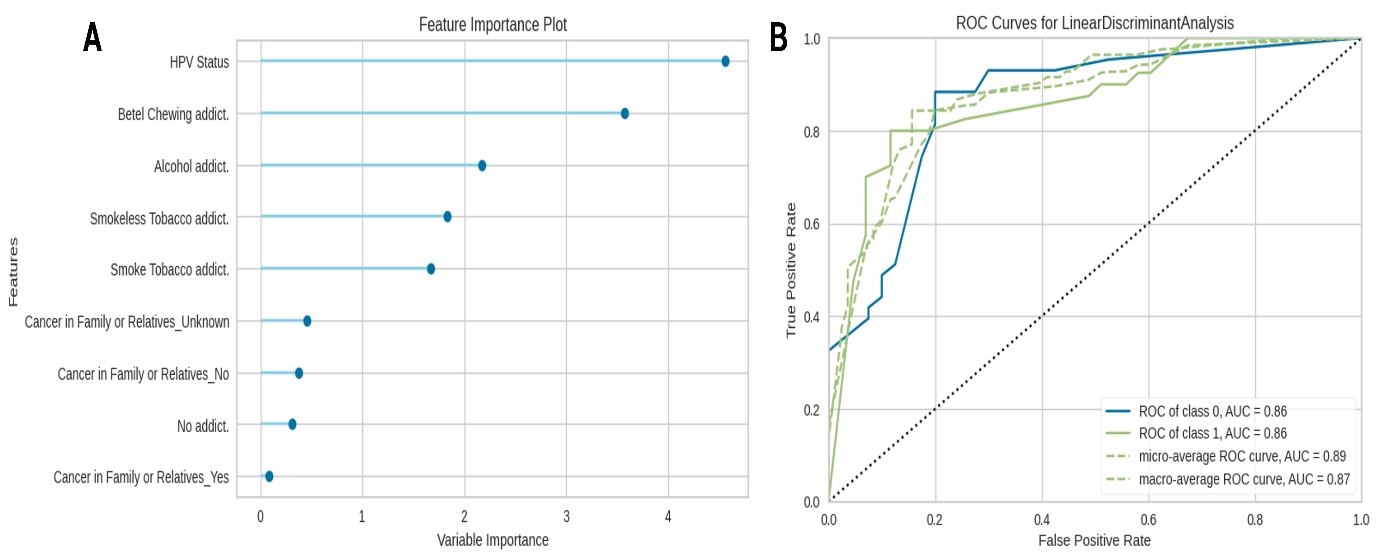 A
Feature Importance Plot
Features
HPV Status
Betel Chewing addict.
Alcohol addict.
Smokeless Tobacco addict.
Smoke Tobacco addict.
Cancer in Family or Relatives_Unknown
Cancer in Family or Relatives_No
No addict.
Cancer in Family or Relatives_Yes
0 1 2 3 4
Variable Importance
B
ROC Curves for LinearDiscriminantAnalysis
True Positive Rate
1.0
0.8
0.6
0.4
0.2
0.0
ROC of class 0, AUC = 0.86
ROC of class 1, AUC = 0.86
micro-average ROC curve, AUC = 0.89
macro-average ROC curve, AUC = 0.87
0.0 0.2 0.4 0.6 0.8 1.0
False Positive Rate